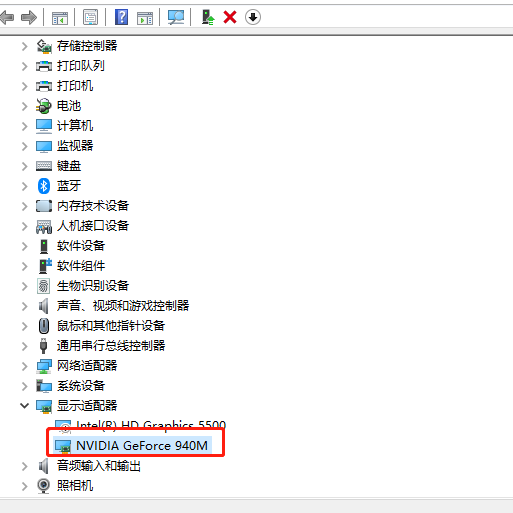 存储控制器
打印队列
打印机
电池
计算机
监视器
键盘
蓝牙
内存技术设备
人机接口设备
软件设备
软件组件
生物识别设备
声音、视频和游戏控制器
鼠标和其他指针设备
通用串行总线控制器
网络适配器
系统设备
显示适配器
Intel(R) HD Graphics 5500
NVIDIA GeForce 940M
音频输入和输出
照相机